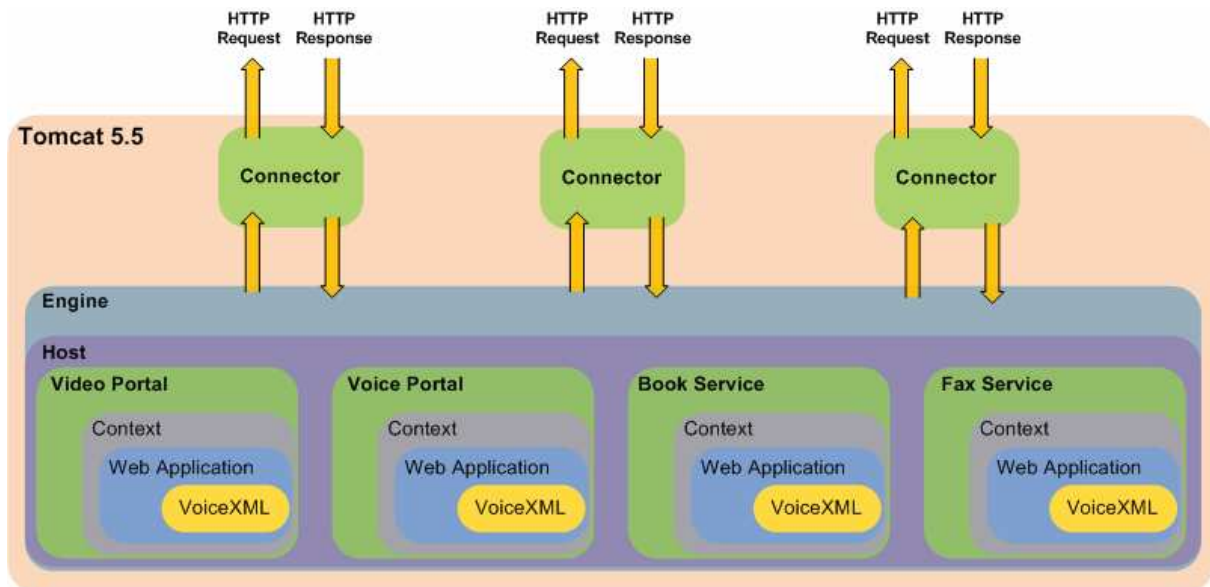 HTTP Request
HTTP Response
HTTP Request
HTTP Response
HTTP Request
HTTP Response
Tomcat 5.5
Connector
Connector
Connector
Engine
Host
Video Portal
Voice Portal
Book Service
Fax Service
Context
Context
Context
Context
Web Application
Web Application
Web Application
Web Application
VoiceXML
VoiceXML
VoiceXML
VoiceXML